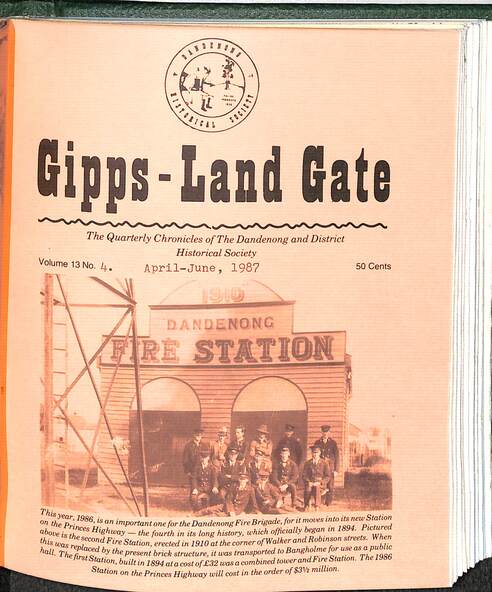 DANDENONG
HISTORICAL SOCIETY
Gipps-Land Gate
The Quarterly Chronicles of The Dandenong and District
Historical Society
Volume 13 No. 4. April-June, 1987 50 Cents
1910
DANDENONG
FIRE STATION
This year, 1986, is an important one for the Dandenong Fire Brigade, for it moves into its new Station
on the Princes Highway — the fourth in its long history, which officially began in 1894. Pictured
above is the second Fire Station, erected in 1910 at the corner of Walker and Robinson streets. When
this was replaced by the present brick structure, it was transported to Bangholme for use as a public
hall. The first Station, built in 1894 at a cost of £32 was a combined tower and Fire Station. The 1986
Station on the Princes Highway will cost in the order of $3½ million.